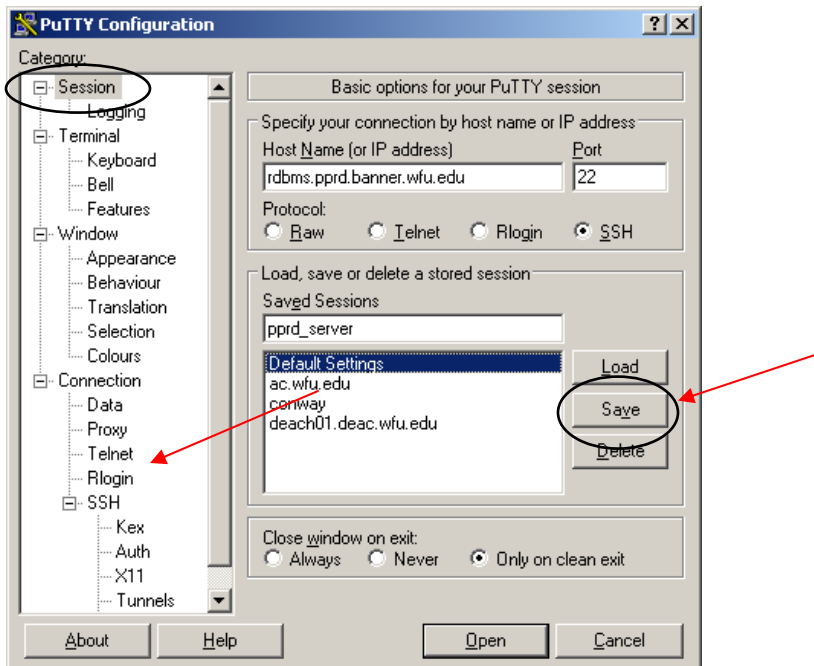 PuTTY Configuration
Category:
Session
Logging
Terminal
Keyboard
Bell
Features
Window
Appearance
Behaviour
Translation
Selection
Colours
Connection
Data
Proxy
Telnet
Rlogin
SSH
Kex
Auth
X11
Tunnels
Basic options for your PuTTY session
Specify your connection by host name or IP address
Host Name (or IP address) Port
rdbms.pprd.banner.wfu.edu 22
Protocol:
Raw Telnet Rlogin SSH
Load, save or delete a stored session
Saved Sessions
pprd_server
Default Settings
ac.wfu.edu
conway
deach01.deac.wfu.edu
Load
Save
Delete
Close window on exit:
Always Never Only on clean exit
About Help Open Cancel